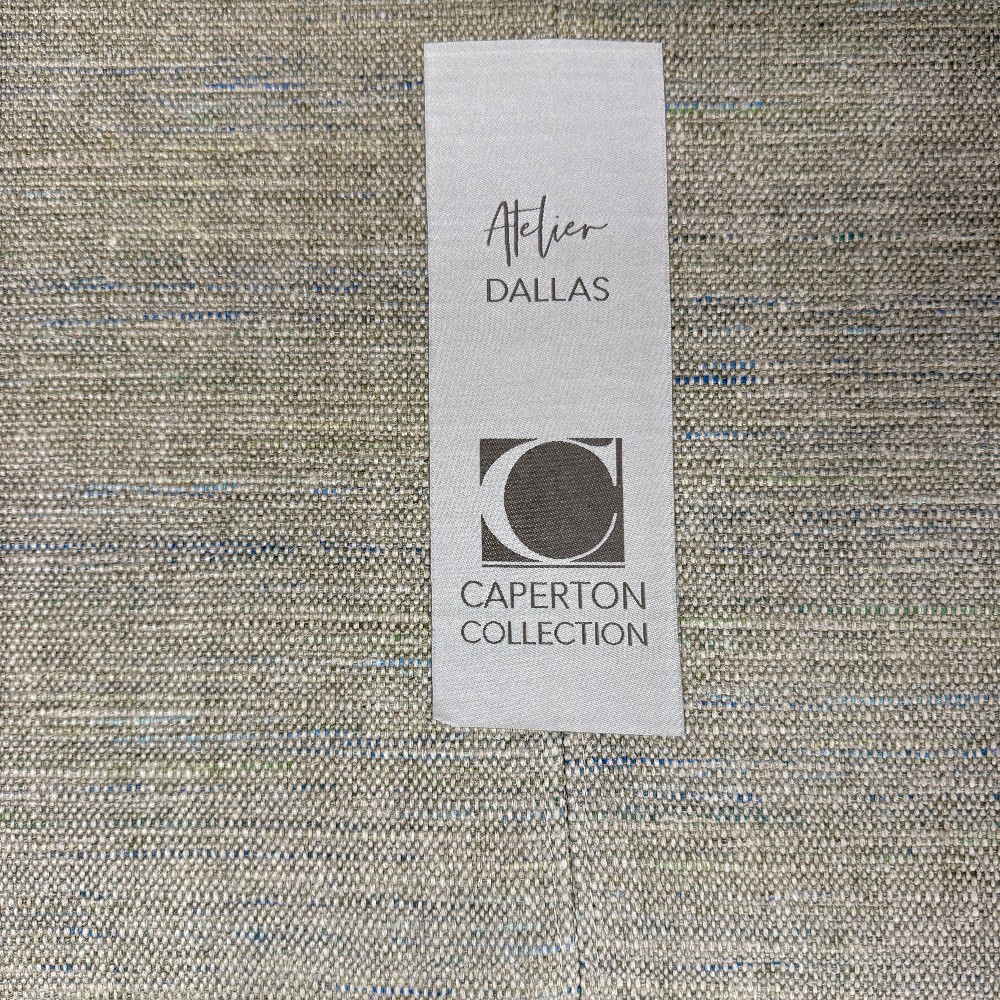 Atelier
DALLAS
C
CAPERTON
COLLECTION